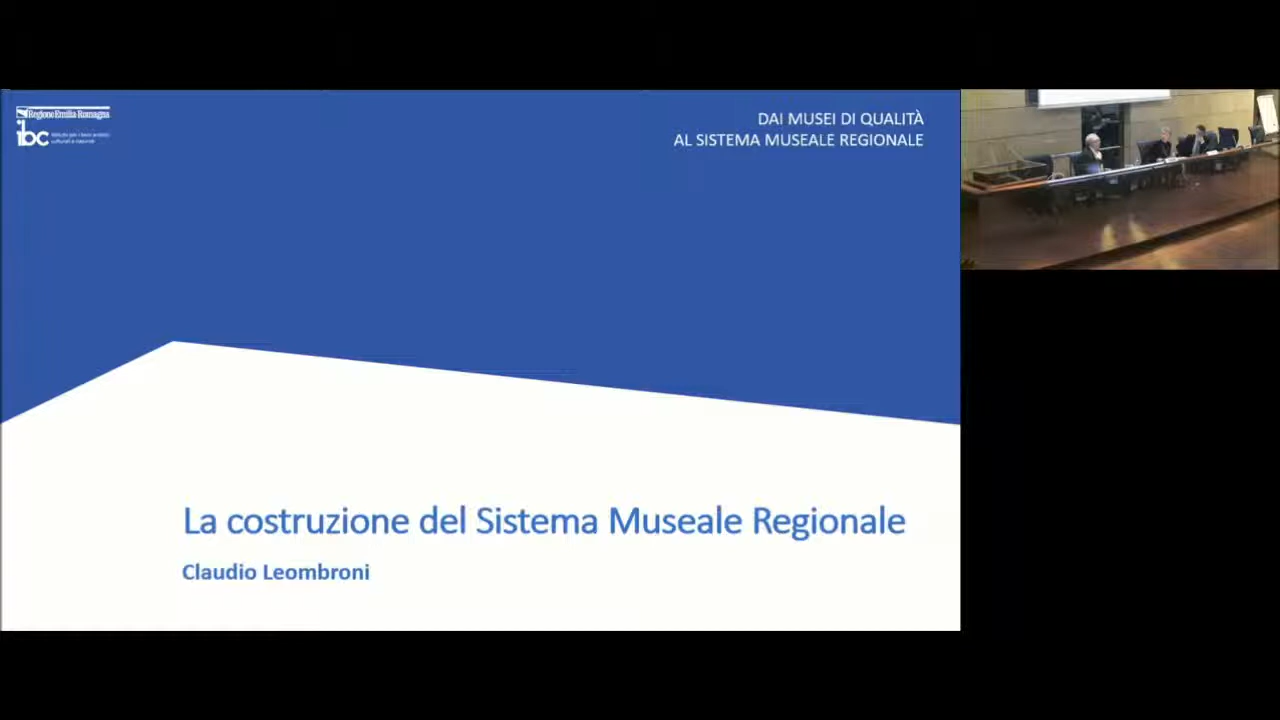 Regione Emilia-Romagna
ibc
DAI MUSEI DI QUALITÀ
AL SISTEMA MUSEALE REGIONALE
La costruzione del Sistema Museale Regionale
Claudio Leombroni